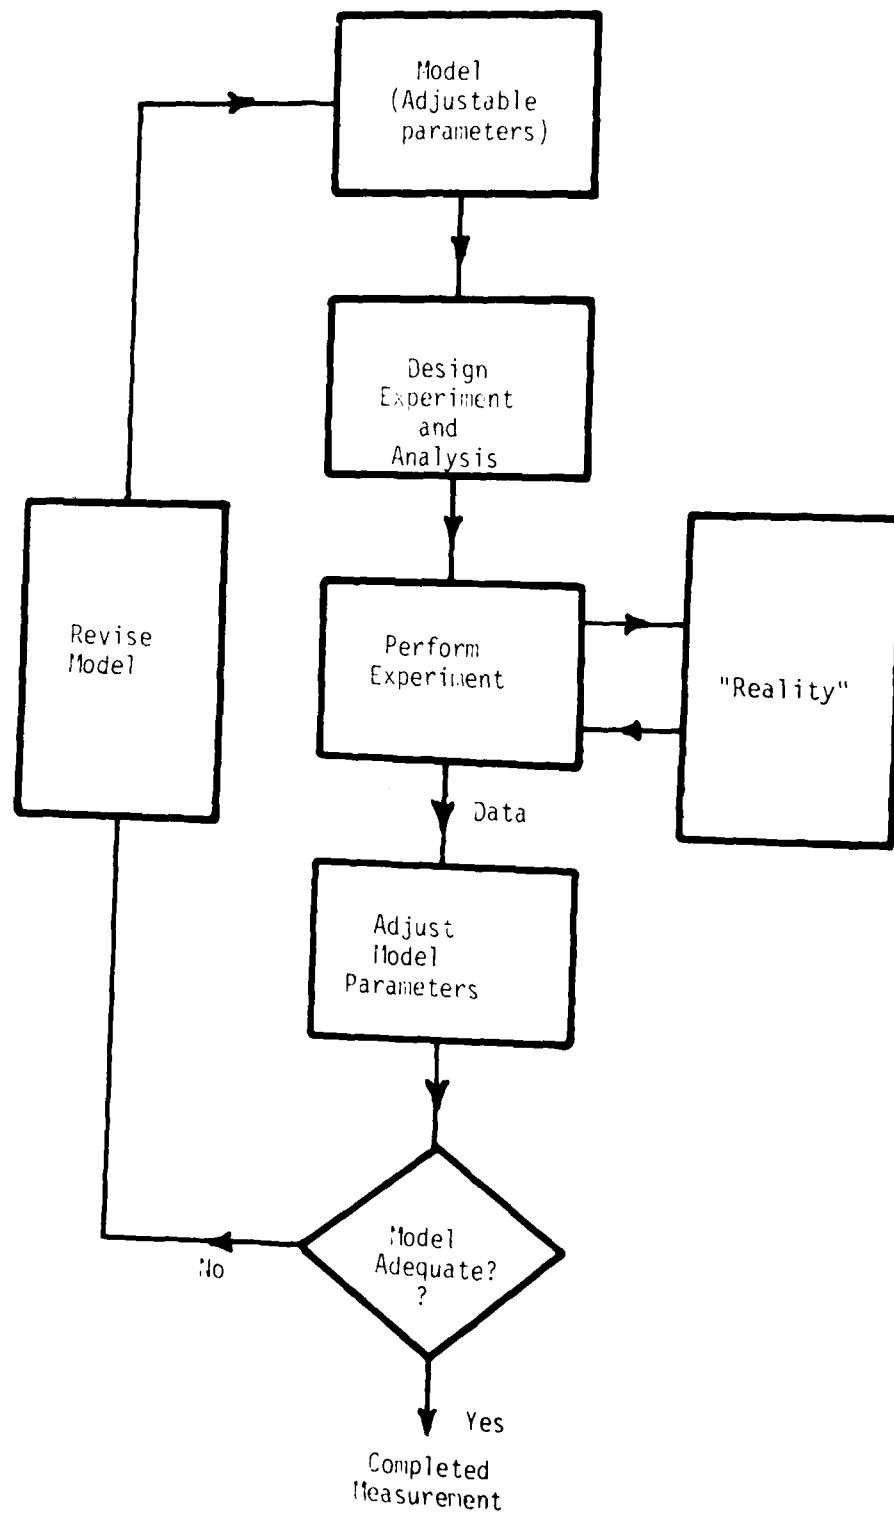 Model
(Adjustable
parameters)
Design
Experiment
and
Analysis
Revise
Model
Perform
Experiment
"Reality"
Data
Adjust
Model
Parameters
Model
Adequate?
?
No
Yes
Completed
Measurement